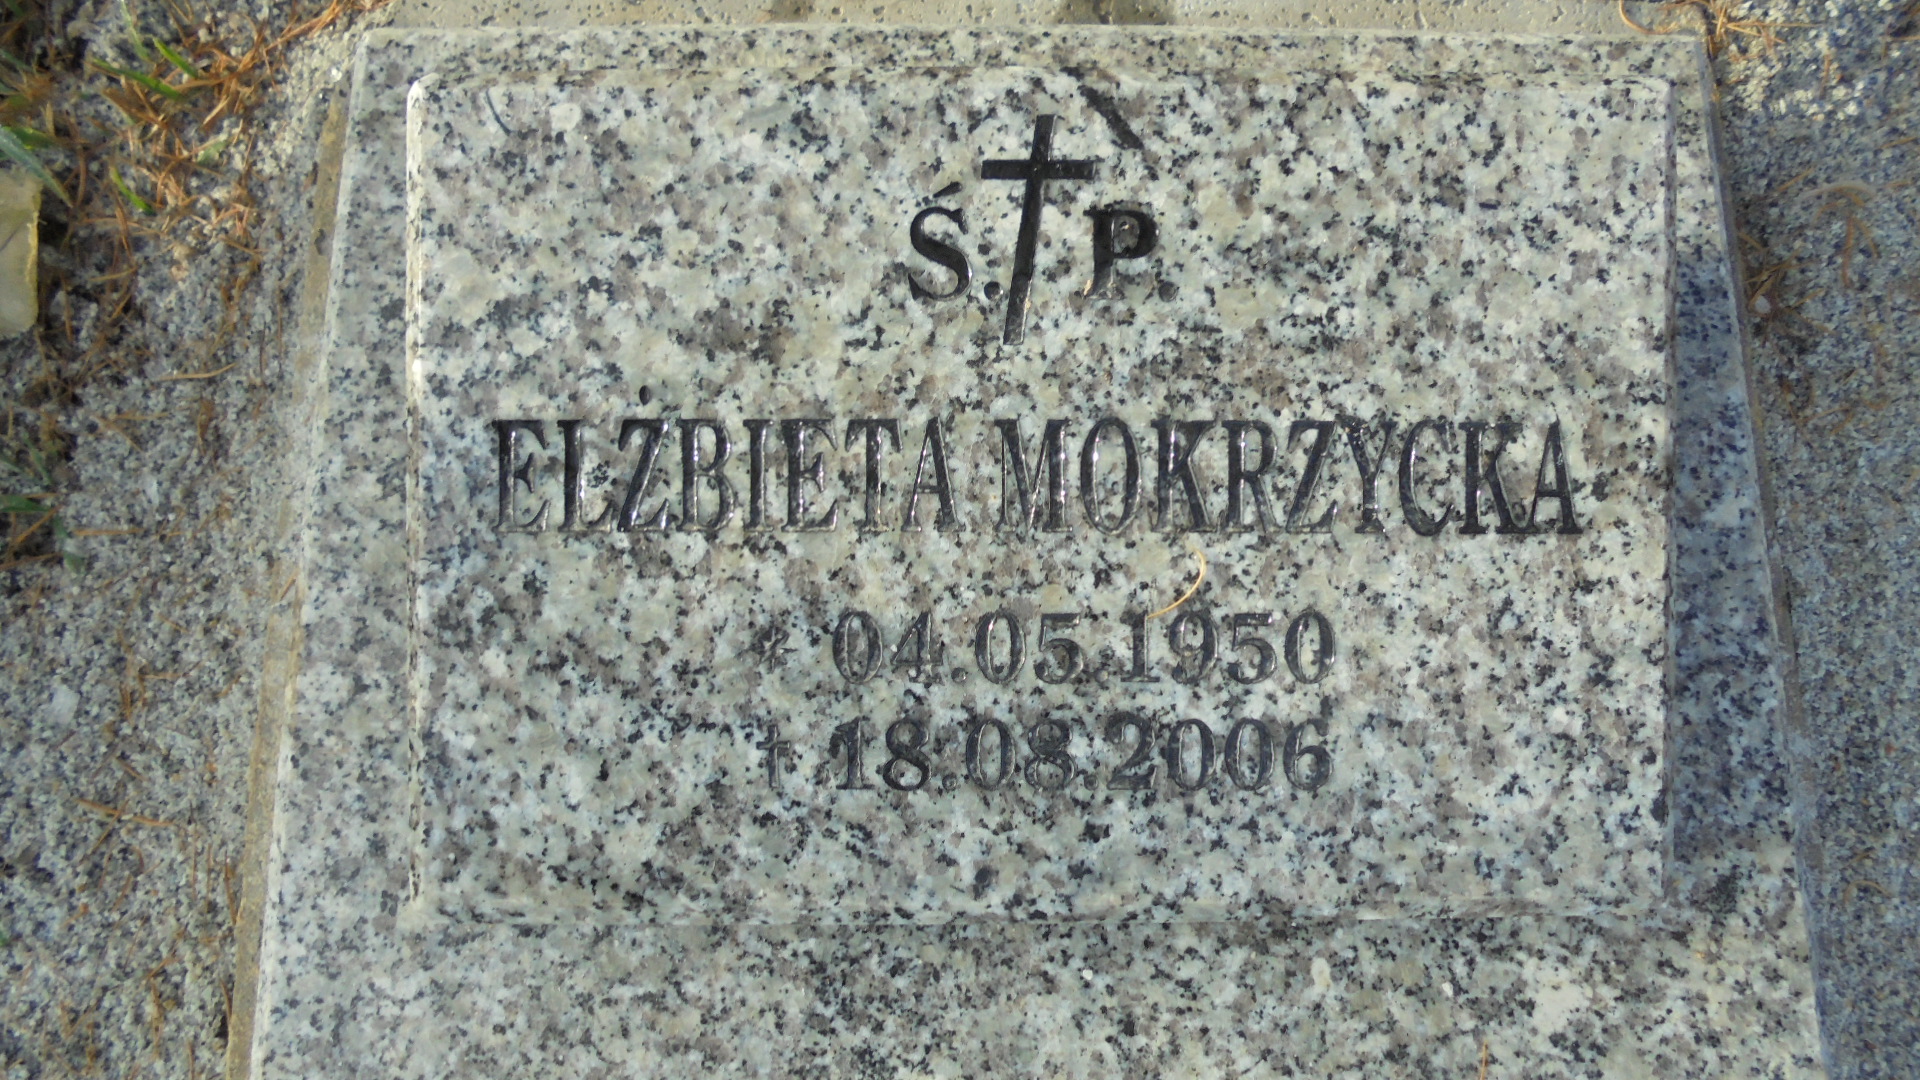 Ś. P.
ELŻBIETA MOKRZYCKA
* 04.05.1950
† 18.08.2006